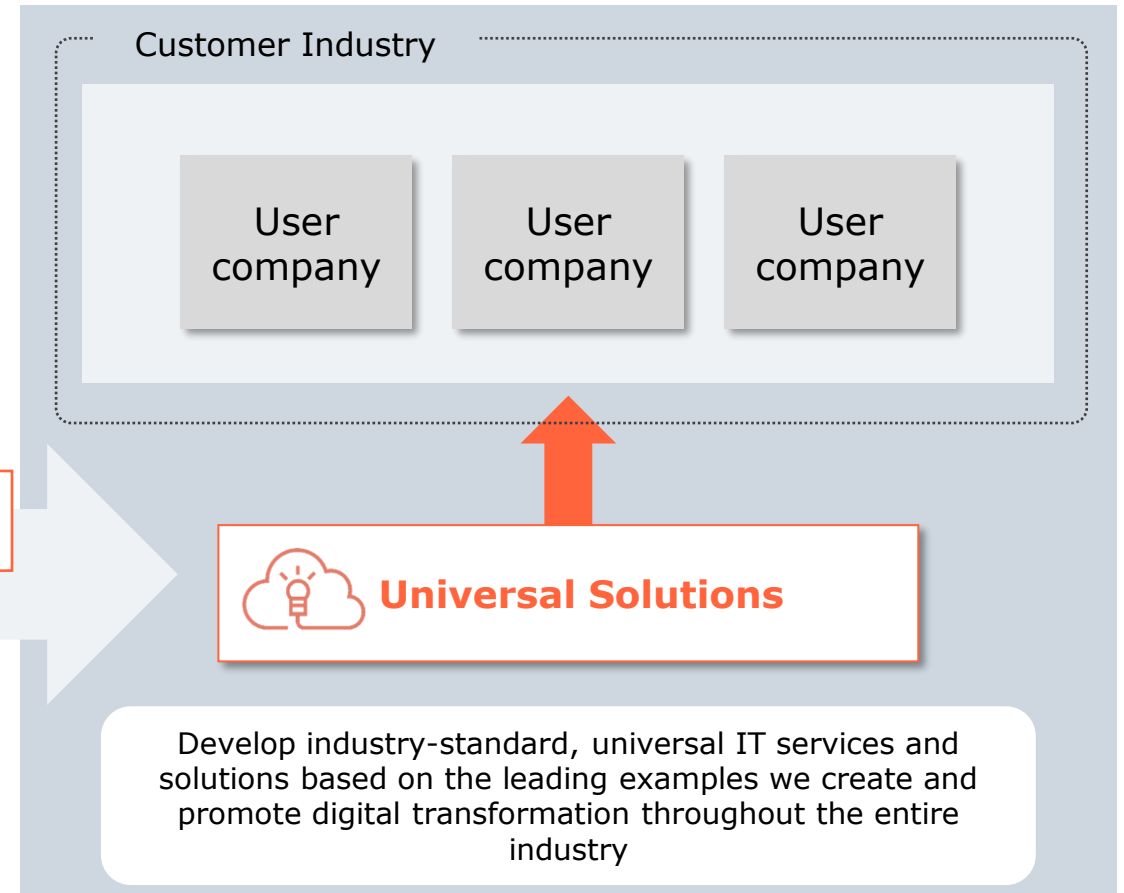 Customer Industry
User
company
User
company
User
company
Universal Solutions
Develop industry-standard, universal IT services and
solutions based on the leading examples we create and
promote digital transformation throughout the entire
industry